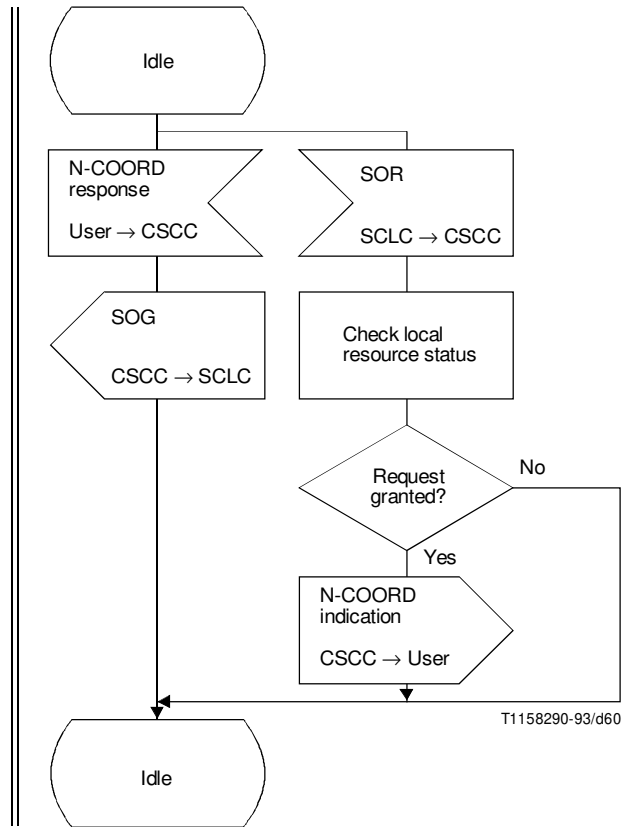 Idle
N-COORD
response
User → CSCC
SOR
SCLC → CSCC
SOG
CSCC → SCLC
Check local
resource status
Request
granted?
No
Yes
N-COORD
indication
CSCC → User
T1158290-93/d60
Idle